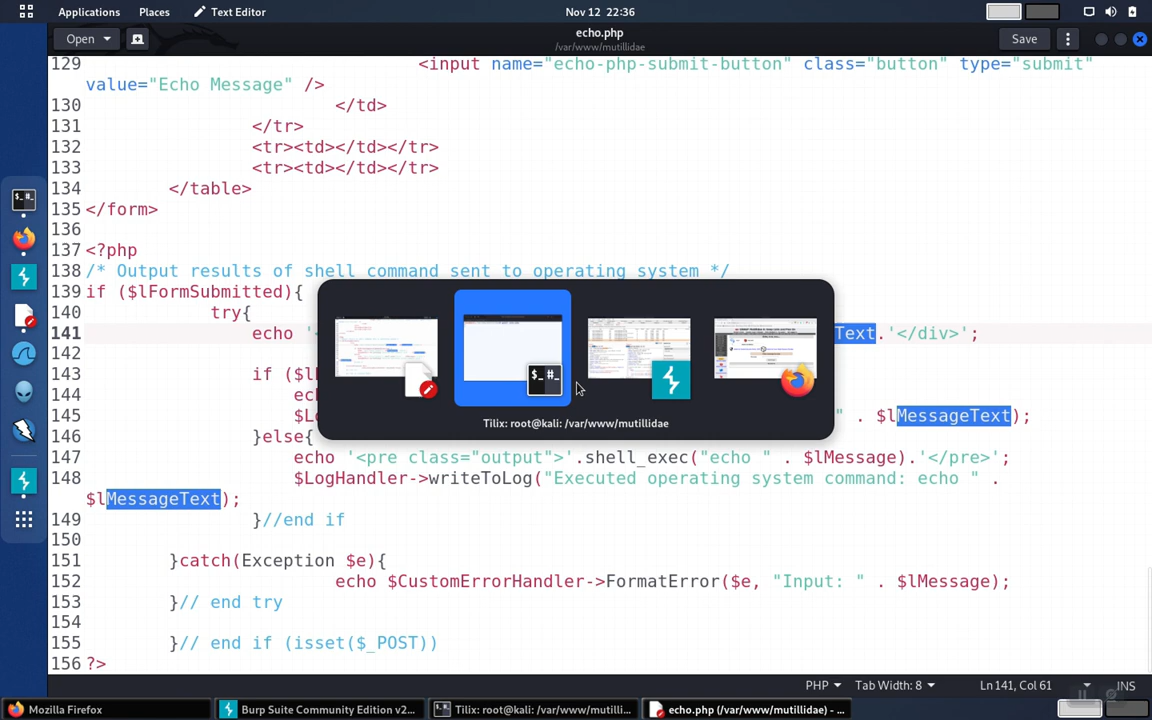 Applications Places Text Editor Nov 12 22:36
Open echo.php Save
/var/www/mutillidae
129 <input name="echo-php-submit-button" class="button" type="submit"
value="Echo Message" />
130 </td>
131 </tr>
132 <tr><td></td></tr>
133 <tr><td></td></tr>
134 </table>
135 </form>
136
137 <?php
138 /* Output results of shell command sent to operating system */
139 if ($lFormSubmitted){
140 try{
141 echo '< Text.'</div>';
142
143 if ($l
144 ec
145 $Lo " . $lMessageText);
146 }else{
147 echo '<pre class="output">'.shell_exec("echo " . $lMessage).'</pre>';
148 $LogHandler->writeToLog("Executed operating system command: echo " .
$lMessageText);
149 }//end if
150
151 }catch(Exception $e){
152 echo $CustomErrorHandler->FormatError($e, "Input: " . $lMessage);
153 }// end try
154
155 }// end if (isset($_POST))
156 ?>
$_ #_
Tilix: root@kali: /var/www/mutillidae
PHP Tab Width: 8 Ln 141, Col 61 INS
Mozilla Firefox Burp Suite Community Edition v2... Tilix: root@kali: /var/www/mutilli... echo.php (/var/www/mutillidae) - ...